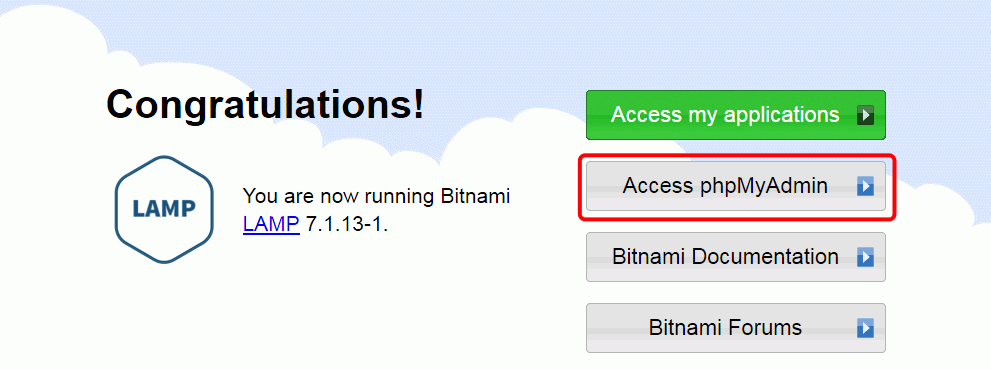 Congratulations!
LAMP
You are now running Bitnami
LAMP 7.1.13-1.
Access my applications
Access phpMyAdmin
Bitnami Documentation
Bitnami Forums